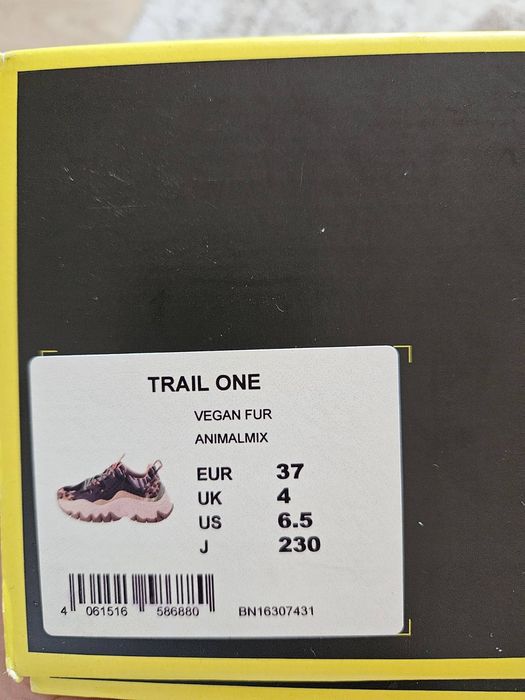 TRAIL ONE
VEGAN FUR
ANIMALMIX
EUR 37
UK 4
US 6.5
J 230
4 061516 586880 BN16307431